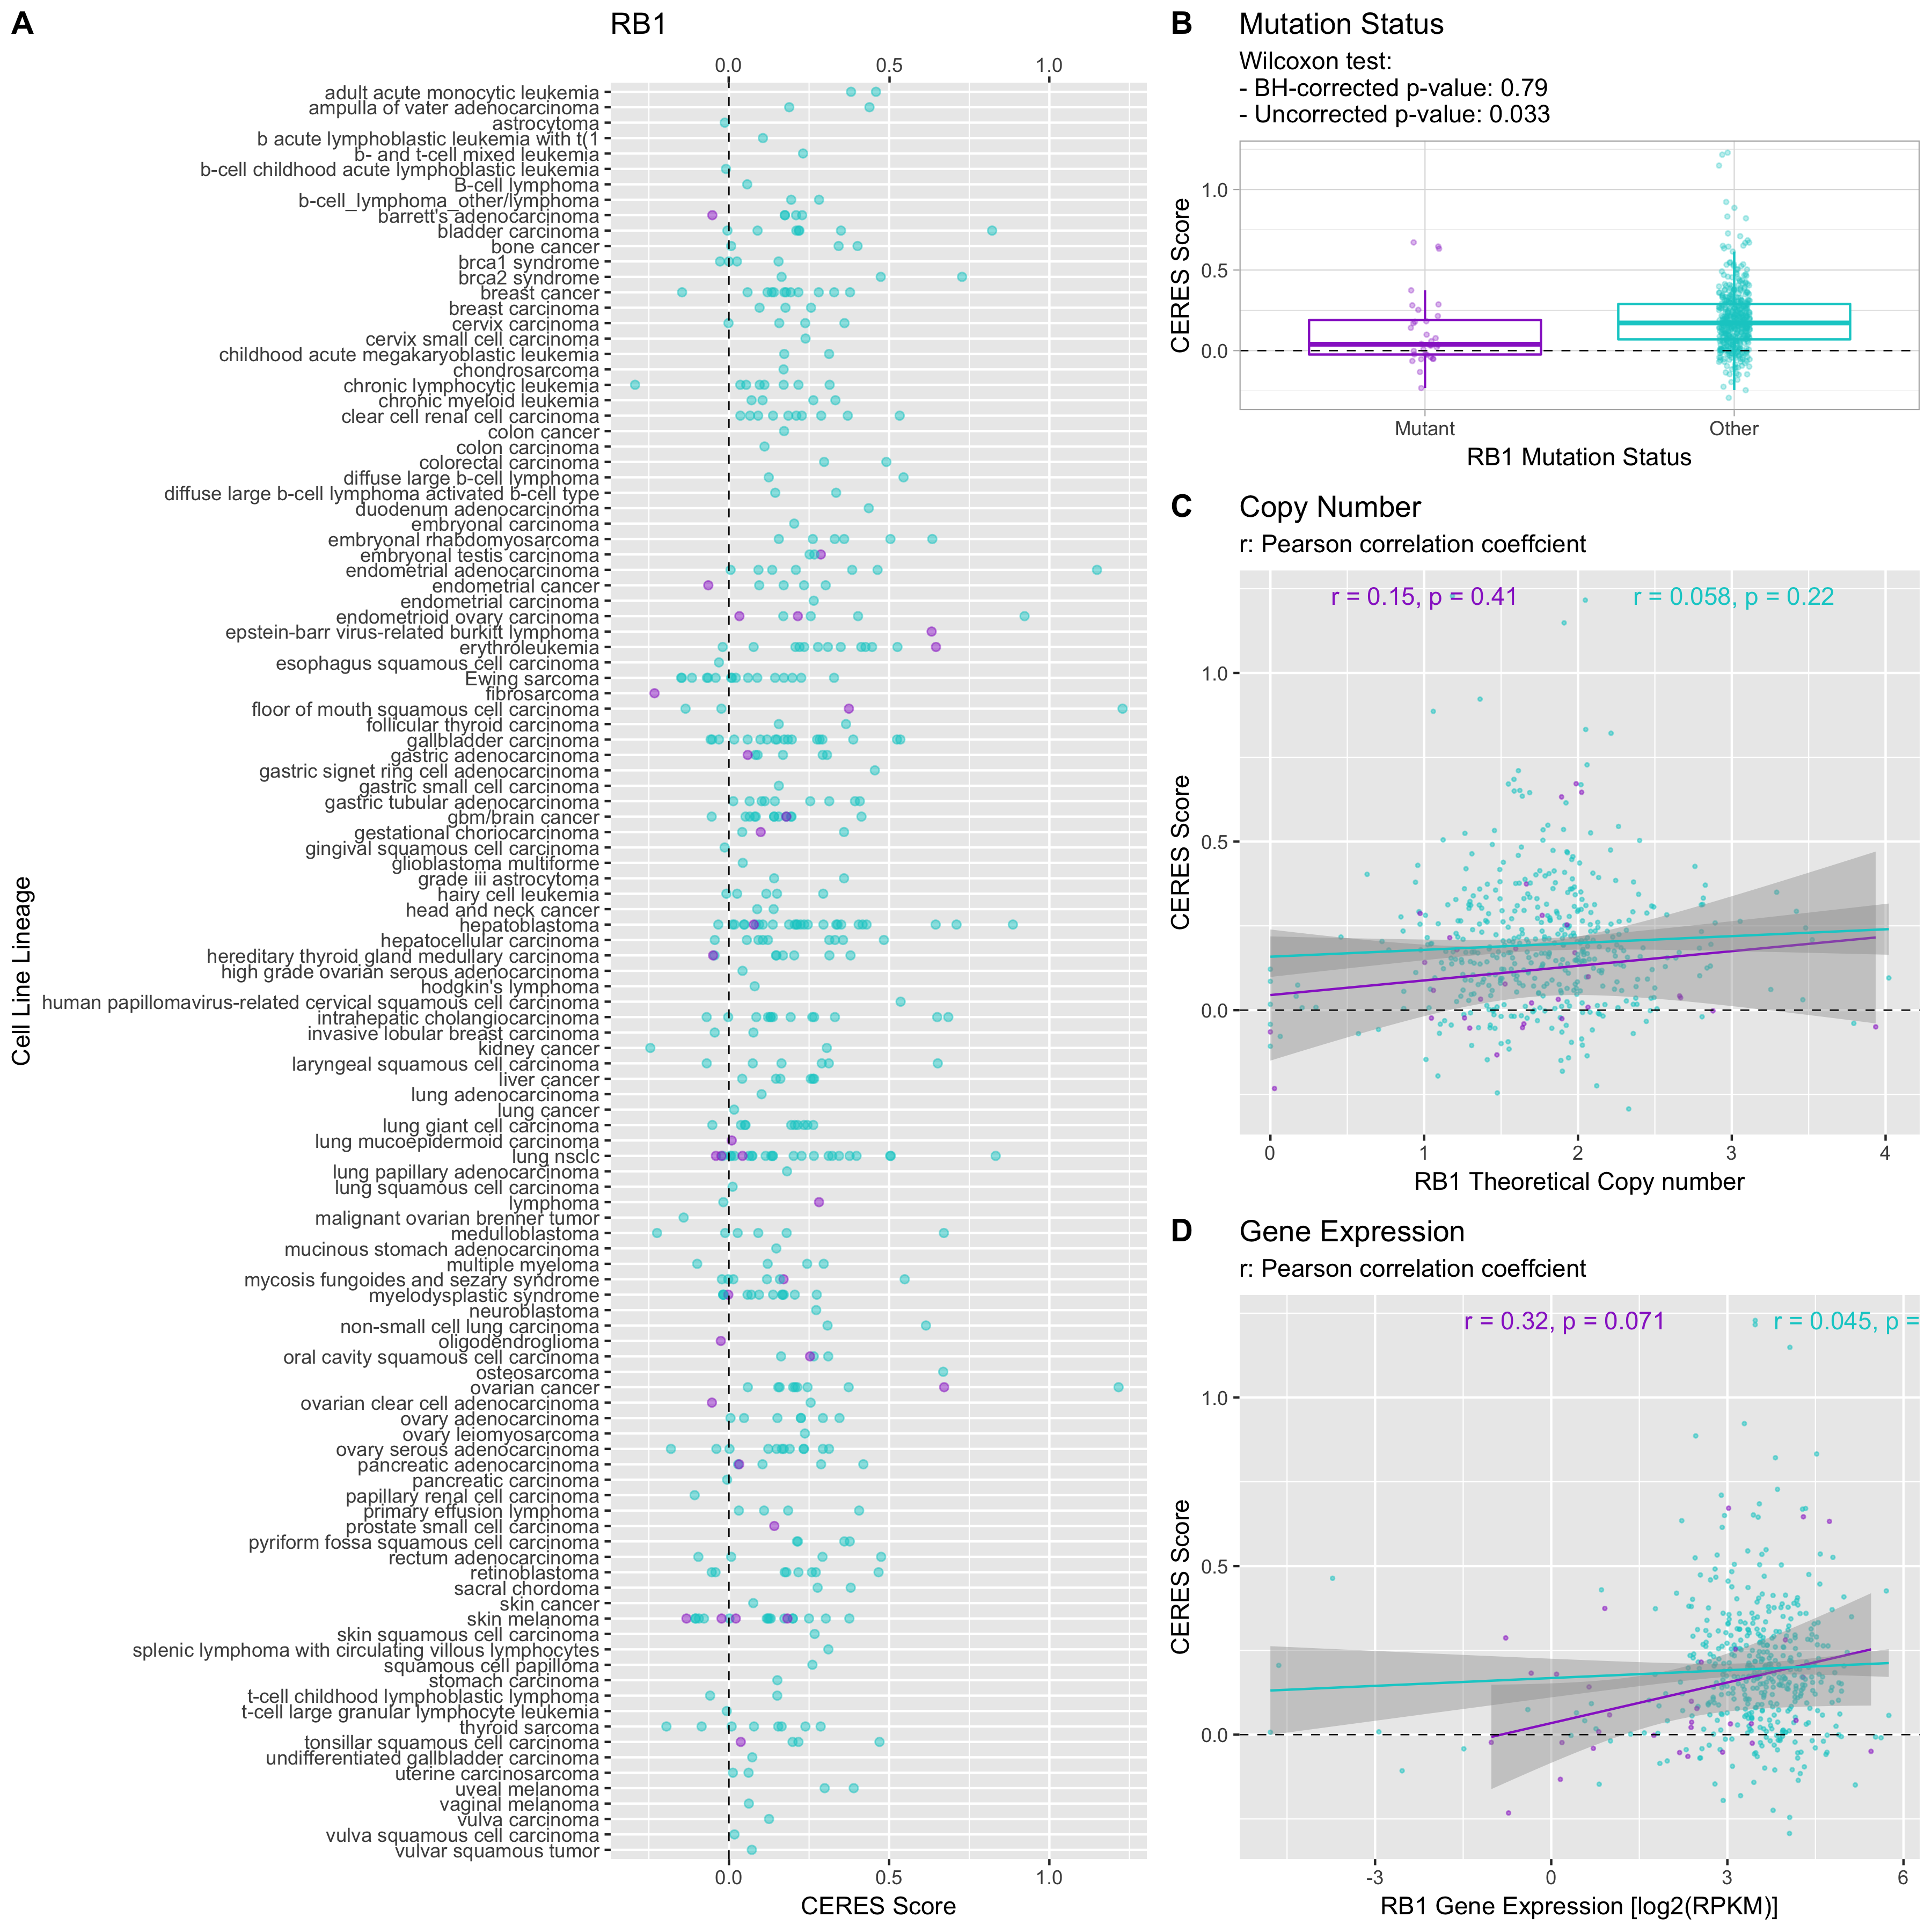 A
RB1
0.0 0.5 1.0
Cell Line Lineage
adult acute monocytic leukemia
ampulla of vater adenocarcinoma
astrocytoma
b acute lymphoblastic leukemia with t(1
b- and t-cell mixed leukemia
b-cell childhood acute lymphoblastic leukemia
B-cell lymphoma
b-cell_lymphoma_other/lymphoma
barrett's adenocarcinoma
bladder carcinoma
bone cancer
brca1 syndrome
brca2 syndrome
breast cancer
breast carcinoma
cervix carcinoma
cervix small cell carcinoma
childhood acute megakaryoblastic leukemia
chondrosarcoma
chronic lymphocytic leukemia
chronic myeloid leukemia
clear cell renal cell carcinoma
colon cancer
colon carcinoma
colorectal carcinoma
diffuse large b-cell lymphoma
diffuse large b-cell lymphoma activated b-cell type
duodenum adenocarcinoma
embryonal carcinoma
embryonal rhabdomyosarcoma
embryonal testis carcinoma
endometrial adenocarcinoma
endometrial cancer
endometrial carcinoma
endometrioid ovary carcinoma
epstein-barr virus-related burkitt lymphoma
erythroleukemia
esophagus squamous cell carcinoma
Ewing sarcoma
fibrosarcoma
floor of mouth squamous cell carcinoma
follicular thyroid carcinoma
gallbladder carcinoma
gastric adenocarcinoma
gastric signet ring cell adenocarcinoma
gastric small cell carcinoma
gastric tubular adenocarcinoma
gbm/brain cancer
gestational choriocarcinoma
gingival squamous cell carcinoma
glioblastoma multiforme
grade iii astrocytoma
hairy cell leukemia
head and neck cancer
hepatoblastoma
hepatocellular carcinoma
hereditary thyroid gland medullary carcinoma
high grade ovarian serous adenocarcinoma
hodgkin's lymphoma
human papillomavirus-related cervical squamous cell carcinoma
intrahepatic cholangiocarcinoma
invasive lobular breast carcinoma
kidney cancer
laryngeal squamous cell carcinoma
liver cancer
lung adenocarcinoma
lung cancer
lung giant cell carcinoma
lung mucoepidermoid carcinoma
lung nsclc
lung papillary adenocarcinoma
lung squamous cell carcinoma
lymphoma
malignant ovarian brenner tumor
medulloblastoma
mucinous stomach adenocarcinoma
multiple myeloma
mycosis fungoides and sezary syndrome
myelodysplastic syndrome
neuroblastoma
non-small cell lung carcinoma
oligodendroglioma
oral cavity squamous cell carcinoma
osteosarcoma
ovarian cancer
ovarian clear cell adenocarcinoma
ovary adenocarcinoma
ovary leiomyosarcoma
ovary serous adenocarcinoma
pancreatic adenocarcinoma
pancreatic carcinoma
papillary renal cell carcinoma
primary effusion lymphoma
prostate small cell carcinoma
pyriform fossa squamous cell carcinoma
rectum adenocarcinoma
retinoblastoma
sacral chordoma
skin cancer
skin melanoma
skin squamous cell carcinoma
splenic lymphoma with circulating villous lymphocytes
squamous cell papilloma
stomach carcinoma
t-cell childhood lymphoblastic lymphoma
t-cell large granular lymphocyte leukemia
thyroid sarcoma
tonsillar squamous cell carcinoma
undifferentiated gallbladder carcinoma
uterine carcinosarcoma
uveal melanoma
vaginal melanoma
vulva carcinoma
vulva squamous cell carcinoma
vulvar squamous tumor
0.0 0.5 1.0
CERES Score
B Mutation Status
Wilcoxon test:
- BH-corrected p-value: 0.79
- Uncorrected p-value: 0.033
CERES Score
1.0
0.5
0.0
Mutant Other
RB1 Mutation Status
C Copy Number
r: Pearson correlation coeffcient
r = 0.15, p = 0.41 r = 0.058, p = 0.22
CERES Score
1.0
0.5
0.0
0 1 2 3 4
RB1 Theoretical Copy number
D Gene Expression
r: Pearson correlation coeffcient
r = 0.32, p = 0.071 r = 0.045, p =
CERES Score
1.0
0.5
0.0
-3 0 3 6
RB1 Gene Expression [log2(RPKM)]